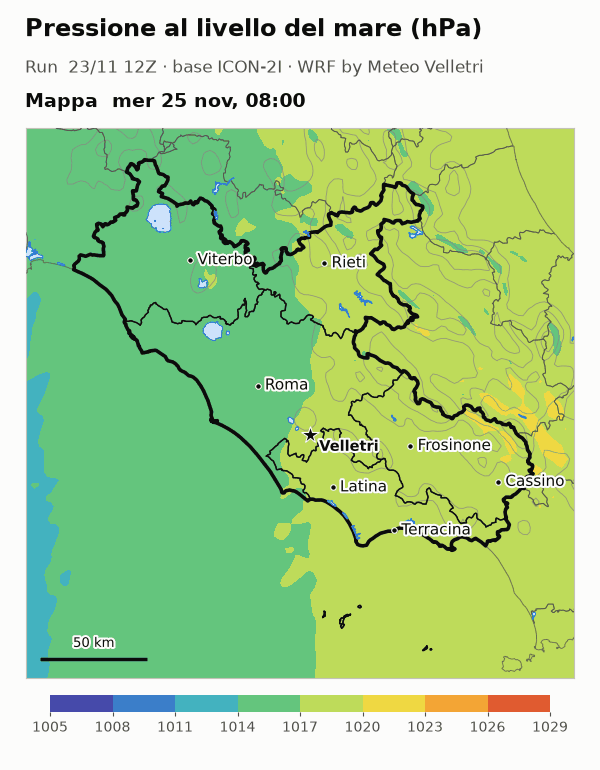 Pressione al livello del mare (hPa)
Run  23/11 12Z · base ICON-2I · WRF by Meteo Velletri
Mappa  mer 25 nov, 08:00
Viterbo
Rieti
Roma
Velletri
Frosinone
Latina
Cassino
Terracina
50 km
1005 1008 1011 1014 1017 1020 1023 1026 1029